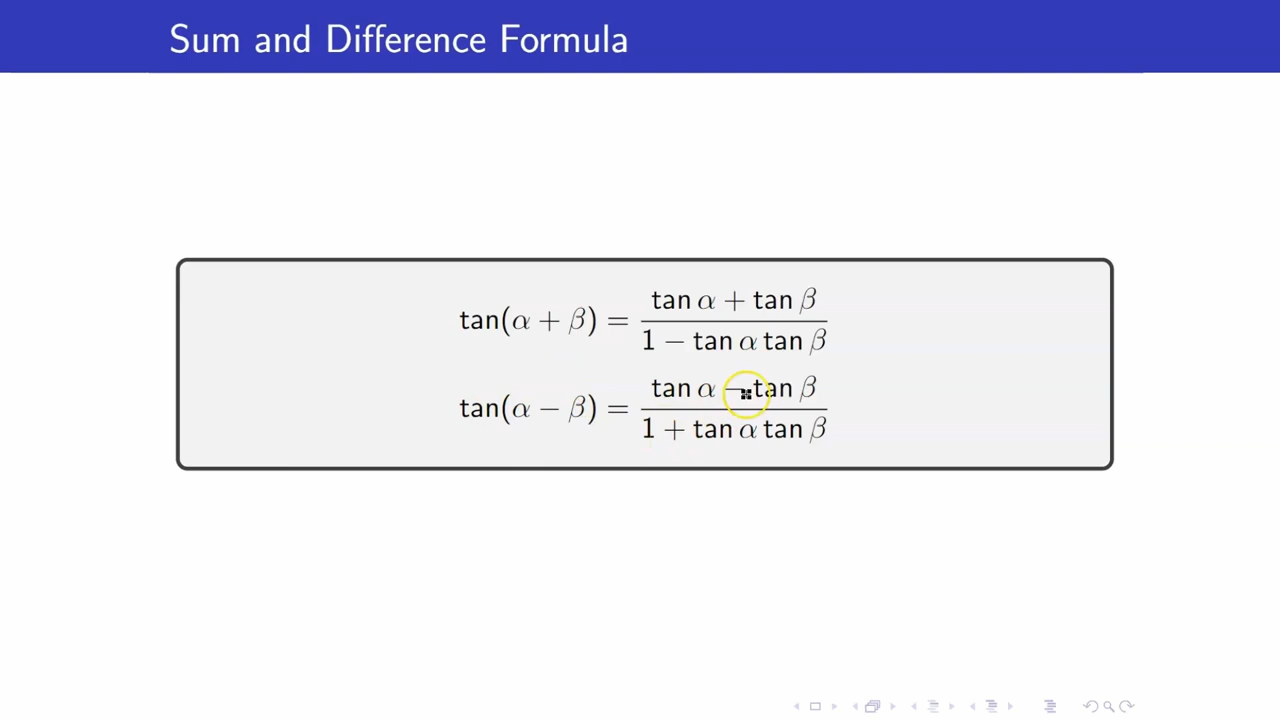 Sum and Difference Formula
tan(α + β) = (tan α + tan β) / (1 − tan α tan β)
tan(α − β) = (tan α − tan β) / (1 + tan α tan β)